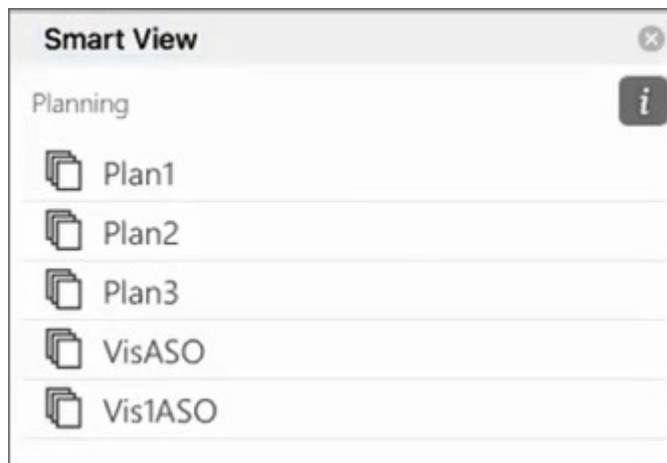 Smart View
Planning
i
Plan1
Plan2
Plan3
VisASO
Vis1ASO